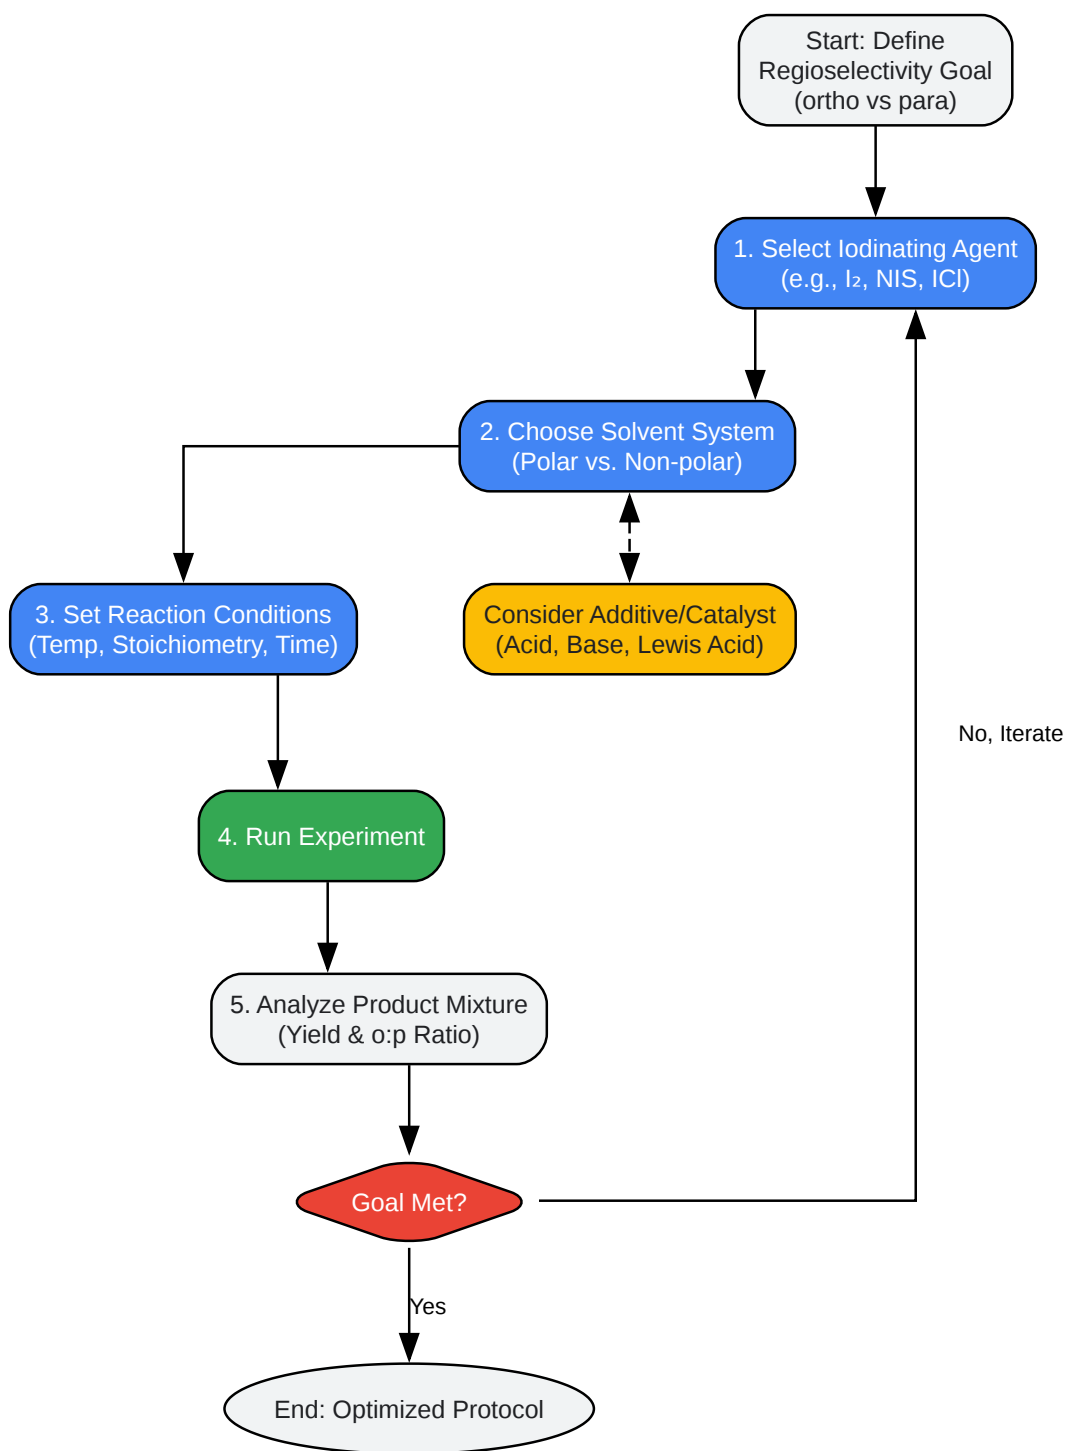 Start: Define
Regioselectivity Goal
(ortho vs para)
1. Select Iodinating Agent
(e.g., I₂, NIS, ICl)
2. Choose Solvent System
(Polar vs. Non-polar)
3. Set Reaction Conditions
(Temp, Stoichiometry, Time)
Consider Additive/Catalyst
(Acid, Base, Lewis Acid)
No, Iterate
4. Run Experiment
5. Analyze Product Mixture
(Yield & o:p Ratio)
Goal Met?
Yes
End: Optimized Protocol